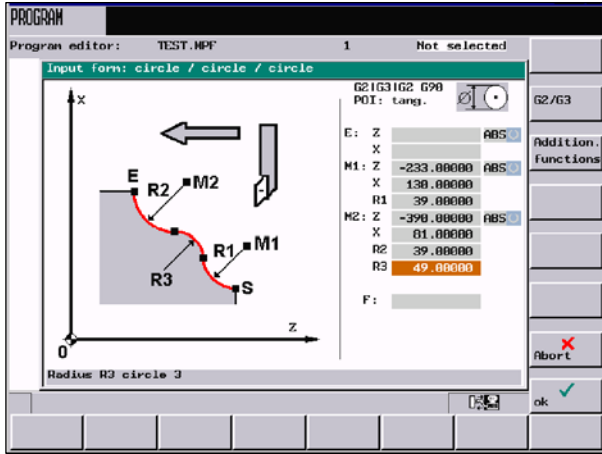 PROGRAM
Program editor: TEST.MPF 1 Not selected
Input form: circle / circle / circle
G2|G3|G2 G90
POI: tang.
G2/G3
Addition.
functions
X
E: Z ABS
X
M1: Z -233.00000 ABS
X 130.00000
R1 39.00000
M2: Z -390.00000 ABS
X 81.00000
R2 39.00000
R3 49.00000
F:
E
R2
M2
R1
M1
R3
S
Z
0
Radius R3 circle 3
Abort
ok